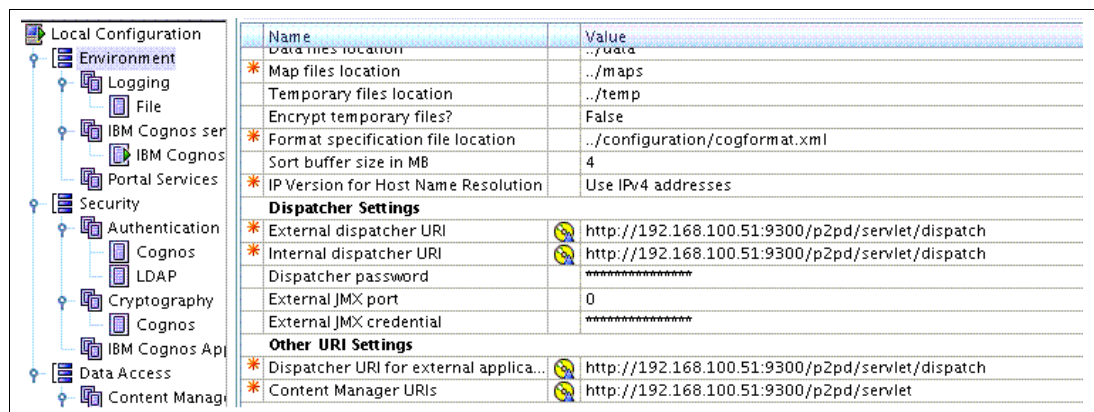 Local Configuration
Environment
Logging
File
IBM Cognos ser
IBM Cognos
Portal Services
Security
Authentication
Cognos
LDAP
Cryptography
Cognos
IBM Cognos App
Data Access
Content Manag
Name Value
Data files location ../data
* Map files location ../maps
Temporary files location ../temp
Encrypt temporary files? False
* Format specification file location ../configuration/cogformat.xml
Sort buffer size in MB 4
* IP Version for Host Name Resolution Use IPv4 addresses
Dispatcher Settings
* External dispatcher URI http://192.168.100.51:9300/p2pd/servlet/dispatch
* Internal dispatcher URI http://192.168.100.51:9300/p2pd/servlet/dispatch
Dispatcher password ***************
External JMX port 0
External JMX credential ***************
Other URI Settings
* Dispatcher URI for external applica... http://192.168.100.51:9300/p2pd/servlet/dispatch
* Content Manager URIs http://192.168.100.51:9300/p2pd/servlet